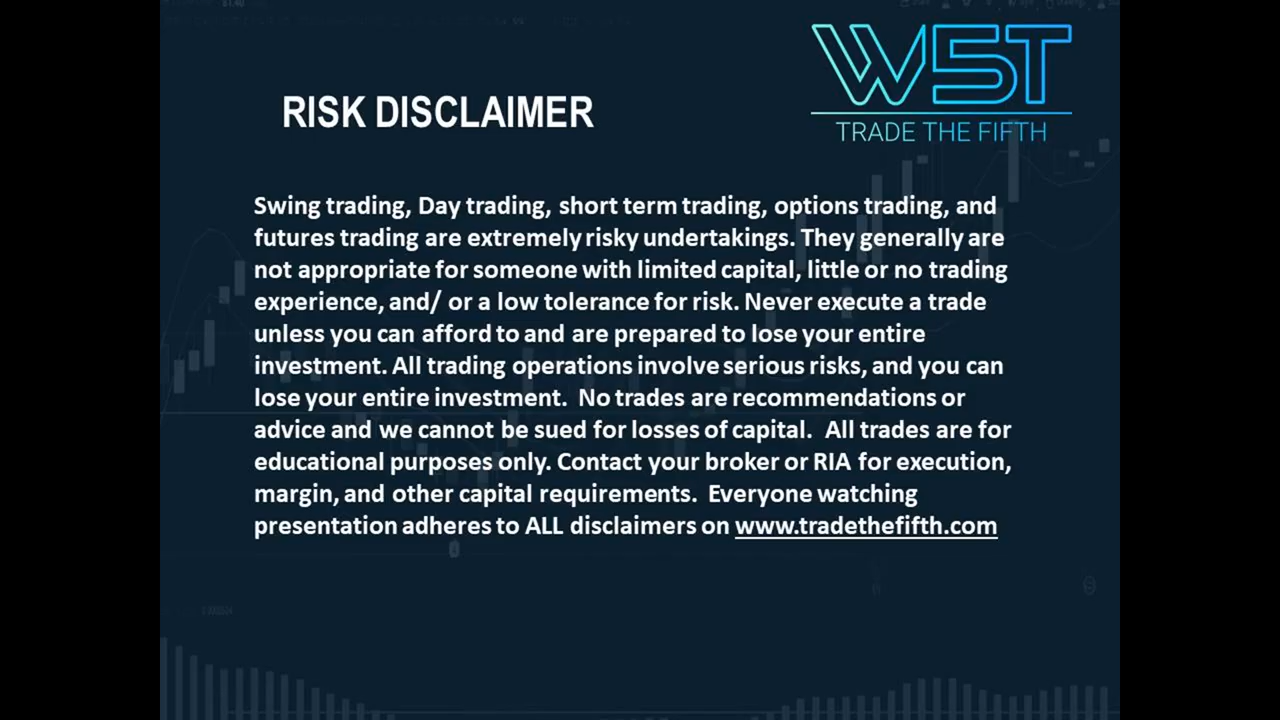 W5T
TRADE THE FIFTH
RISK DISCLAIMER
Swing trading, Day trading, short term trading, options trading, and
futures trading are extremely risky undertakings. They generally are
not appropriate for someone with limited capital, little or no trading
experience, and/ or a low tolerance for risk. Never execute a trade
unless you can afford to and are prepared to lose your entire
investment. All trading operations involve serious risks, and you can
lose your entire investment.  No trades are recommendations or
advice and we cannot be sued for losses of capital.  All trades are for
educational purposes only. Contact your broker or RIA for execution,
margin, and other capital requirements.  Everyone watching
presentation adheres to ALL disclaimers on www.tradethefifth.com